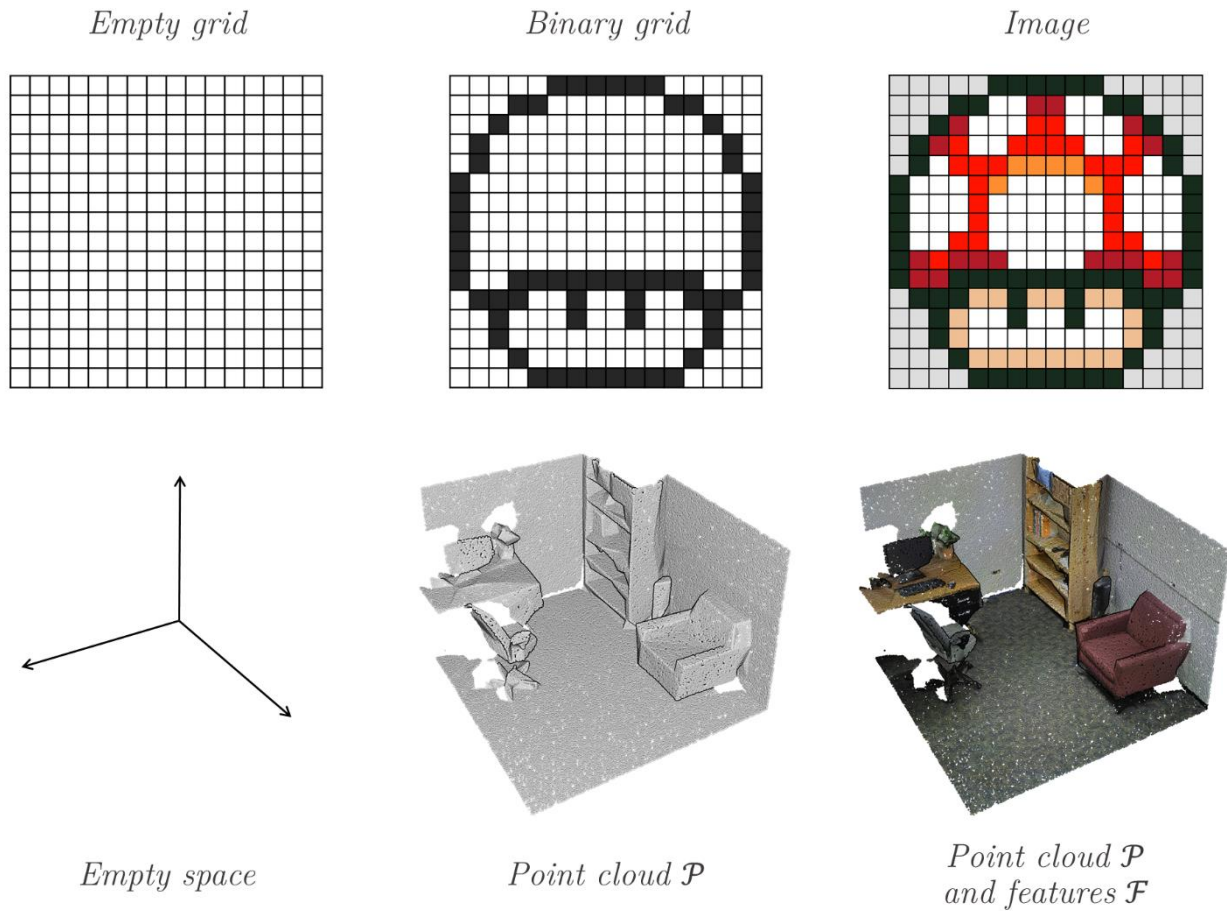 Empty grid
Binary grid
Image
Empty space
Point cloud 𝒫
Point cloud 𝒫
and features ℱ